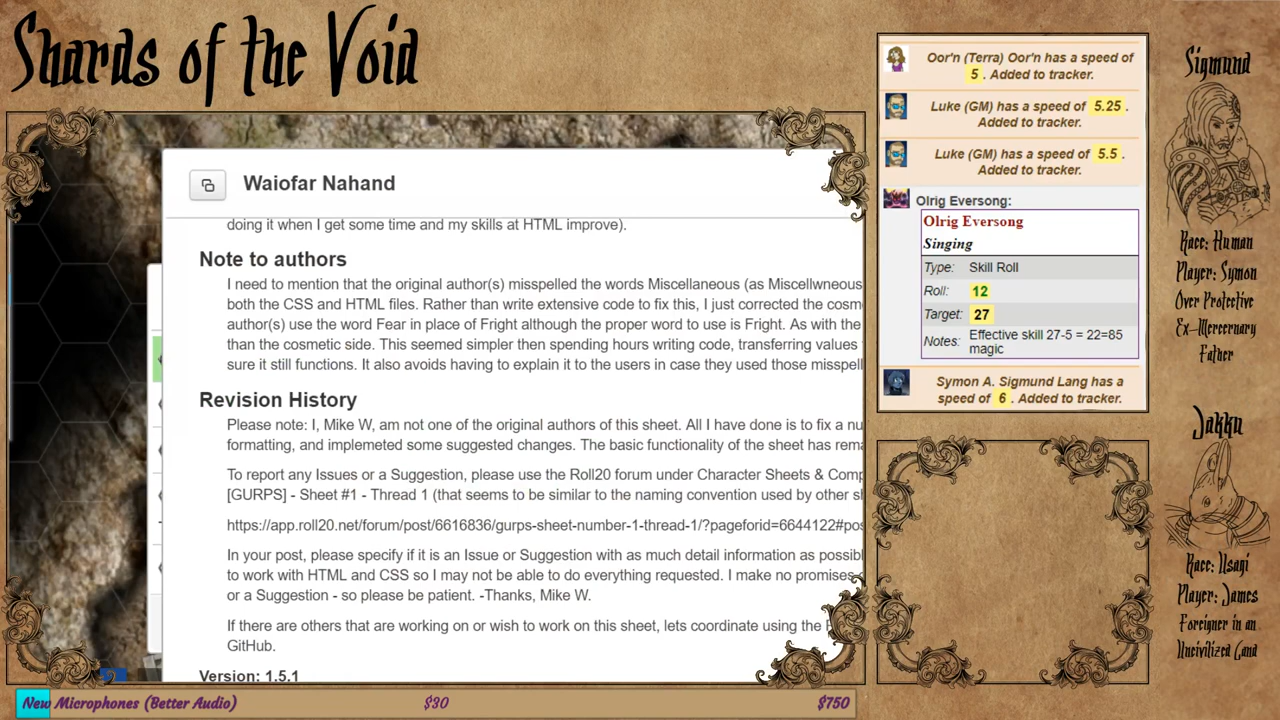 Shards of the Void
Waiofar Nahand
doing it when I get some time and my skills at HTML improve).
Note to authors
I need to mention that the original author(s) misspelled the words Miscellaneous (as Miscellwneous
both the CSS and HTML files. Rather than write extensive code to fix this, I just corrected the cosm
author(s) use the word Fear in place of Fright although the proper word to use is Fright. As with the
than the cosmetic side. This seemed simpler then spending hours writing code, transferring values
sure it still functions. It also avoids having to explain it to the users in case they used those misspell
Revision History
Please note: I, Mike W, am not one of the original authors of this sheet. All I have done is to fix a nu
formatting, and implemeted some suggested changes. The basic functionality of the sheet has rema
To report any Issues or a Suggestion, please use the Roll20 forum under Character Sheets & Comp
[GURPS] - Sheet #1 - Thread 1 (that seems to be similar to the naming convention used by other sh
https://app.roll20.net/forum/post/6616836/gurps-sheet-number-1-thread-1/?pageforid=6644122#pos
In your post, please specify if it is an Issue or Suggestion with as much detail information as possibl
to work with HTML and CSS so I may not be able to do everything requested. I make no promises
or a Suggestion - so please be patient. -Thanks, Mike W.
If there are others that are working on or wish to work on this sheet, lets coordinate using the
GitHub.
Version: 1.5.1
New Microphones (Better Audio) $30 $750
Oor'n (Terra) Oor'n has a speed of
5 . Added to tracker.
Luke (GM) has a speed of 5.25 .
Added to tracker.
Luke (GM) has a speed of 5.5 .
Added to tracker.
Olrig Eversong:
Olrig Eversong
Singing
Type: Skill Roll
Roll: 12
Target: 27
Notes: Effective skill 27-5 = 22=85
magic
Symon A. Sigmund Lang has a
speed of 6 . Added to tracker.
Sigmund
Race: Human
Player: Symon
Over Protective
Ex-Mercernary
Father
Jakkn
Race: Usagi
Player: James
Foreigner in an
Uncivilized Land